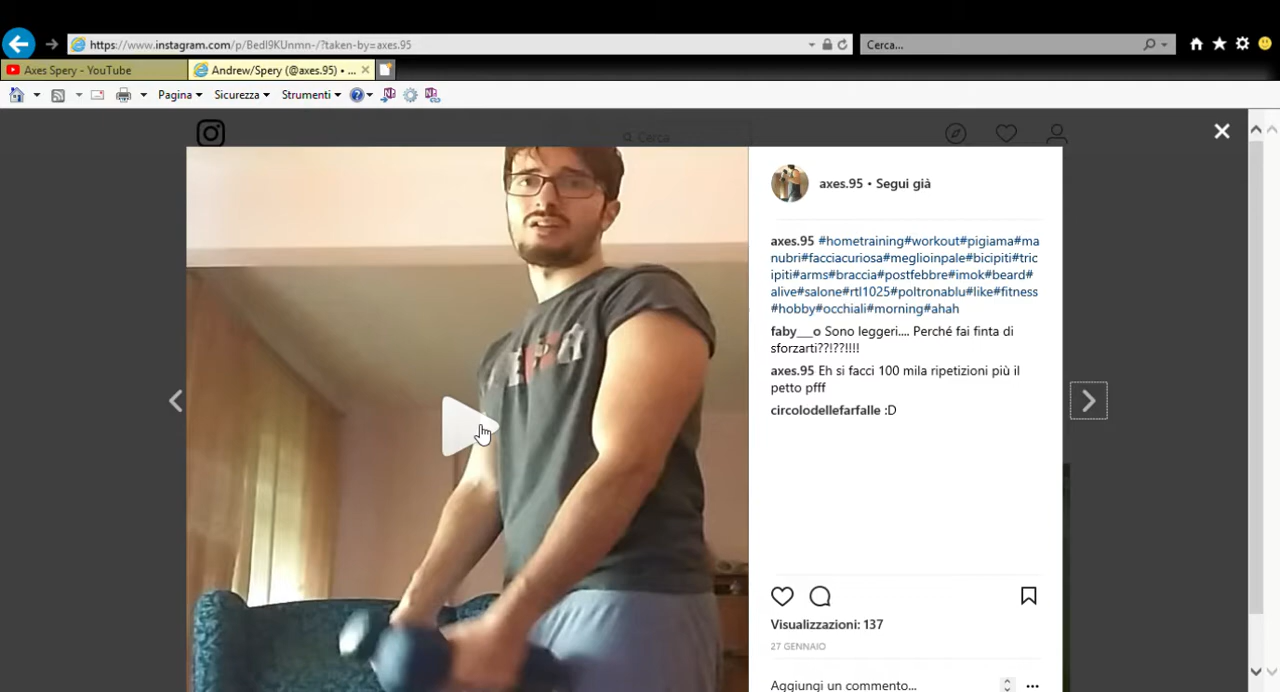 https://www.instagram.com/p/BedI9KUnmn-/?taken-by=axes.95
Cerca...
Axes Spery - YouTube
Andrew/Spery (@axes.95) • ...
Pagina
Sicurezza
Strumenti
Cerca
axes.95 • Segui già
axes.95 #hometraining#workout#pigiama#ma
nubri#facciacuriosa#meglioinpale#bicipiti#tric
ipiti#arms#braccia#postfebbre#imok#beard#
alive#salone#rtl1025#poltronablu#like#fitness
#hobby#occhiali#morning#ahah
faby___o Sono leggeri.... Perché fai finta di
sforzarti??!??!!!!
axes.95 Eh si facci 100 mila ripetizioni più il
petto pfff
circolodellefarfalle :D
Visualizzazioni: 137
27 GENNAIO
Aggiungi un commento...